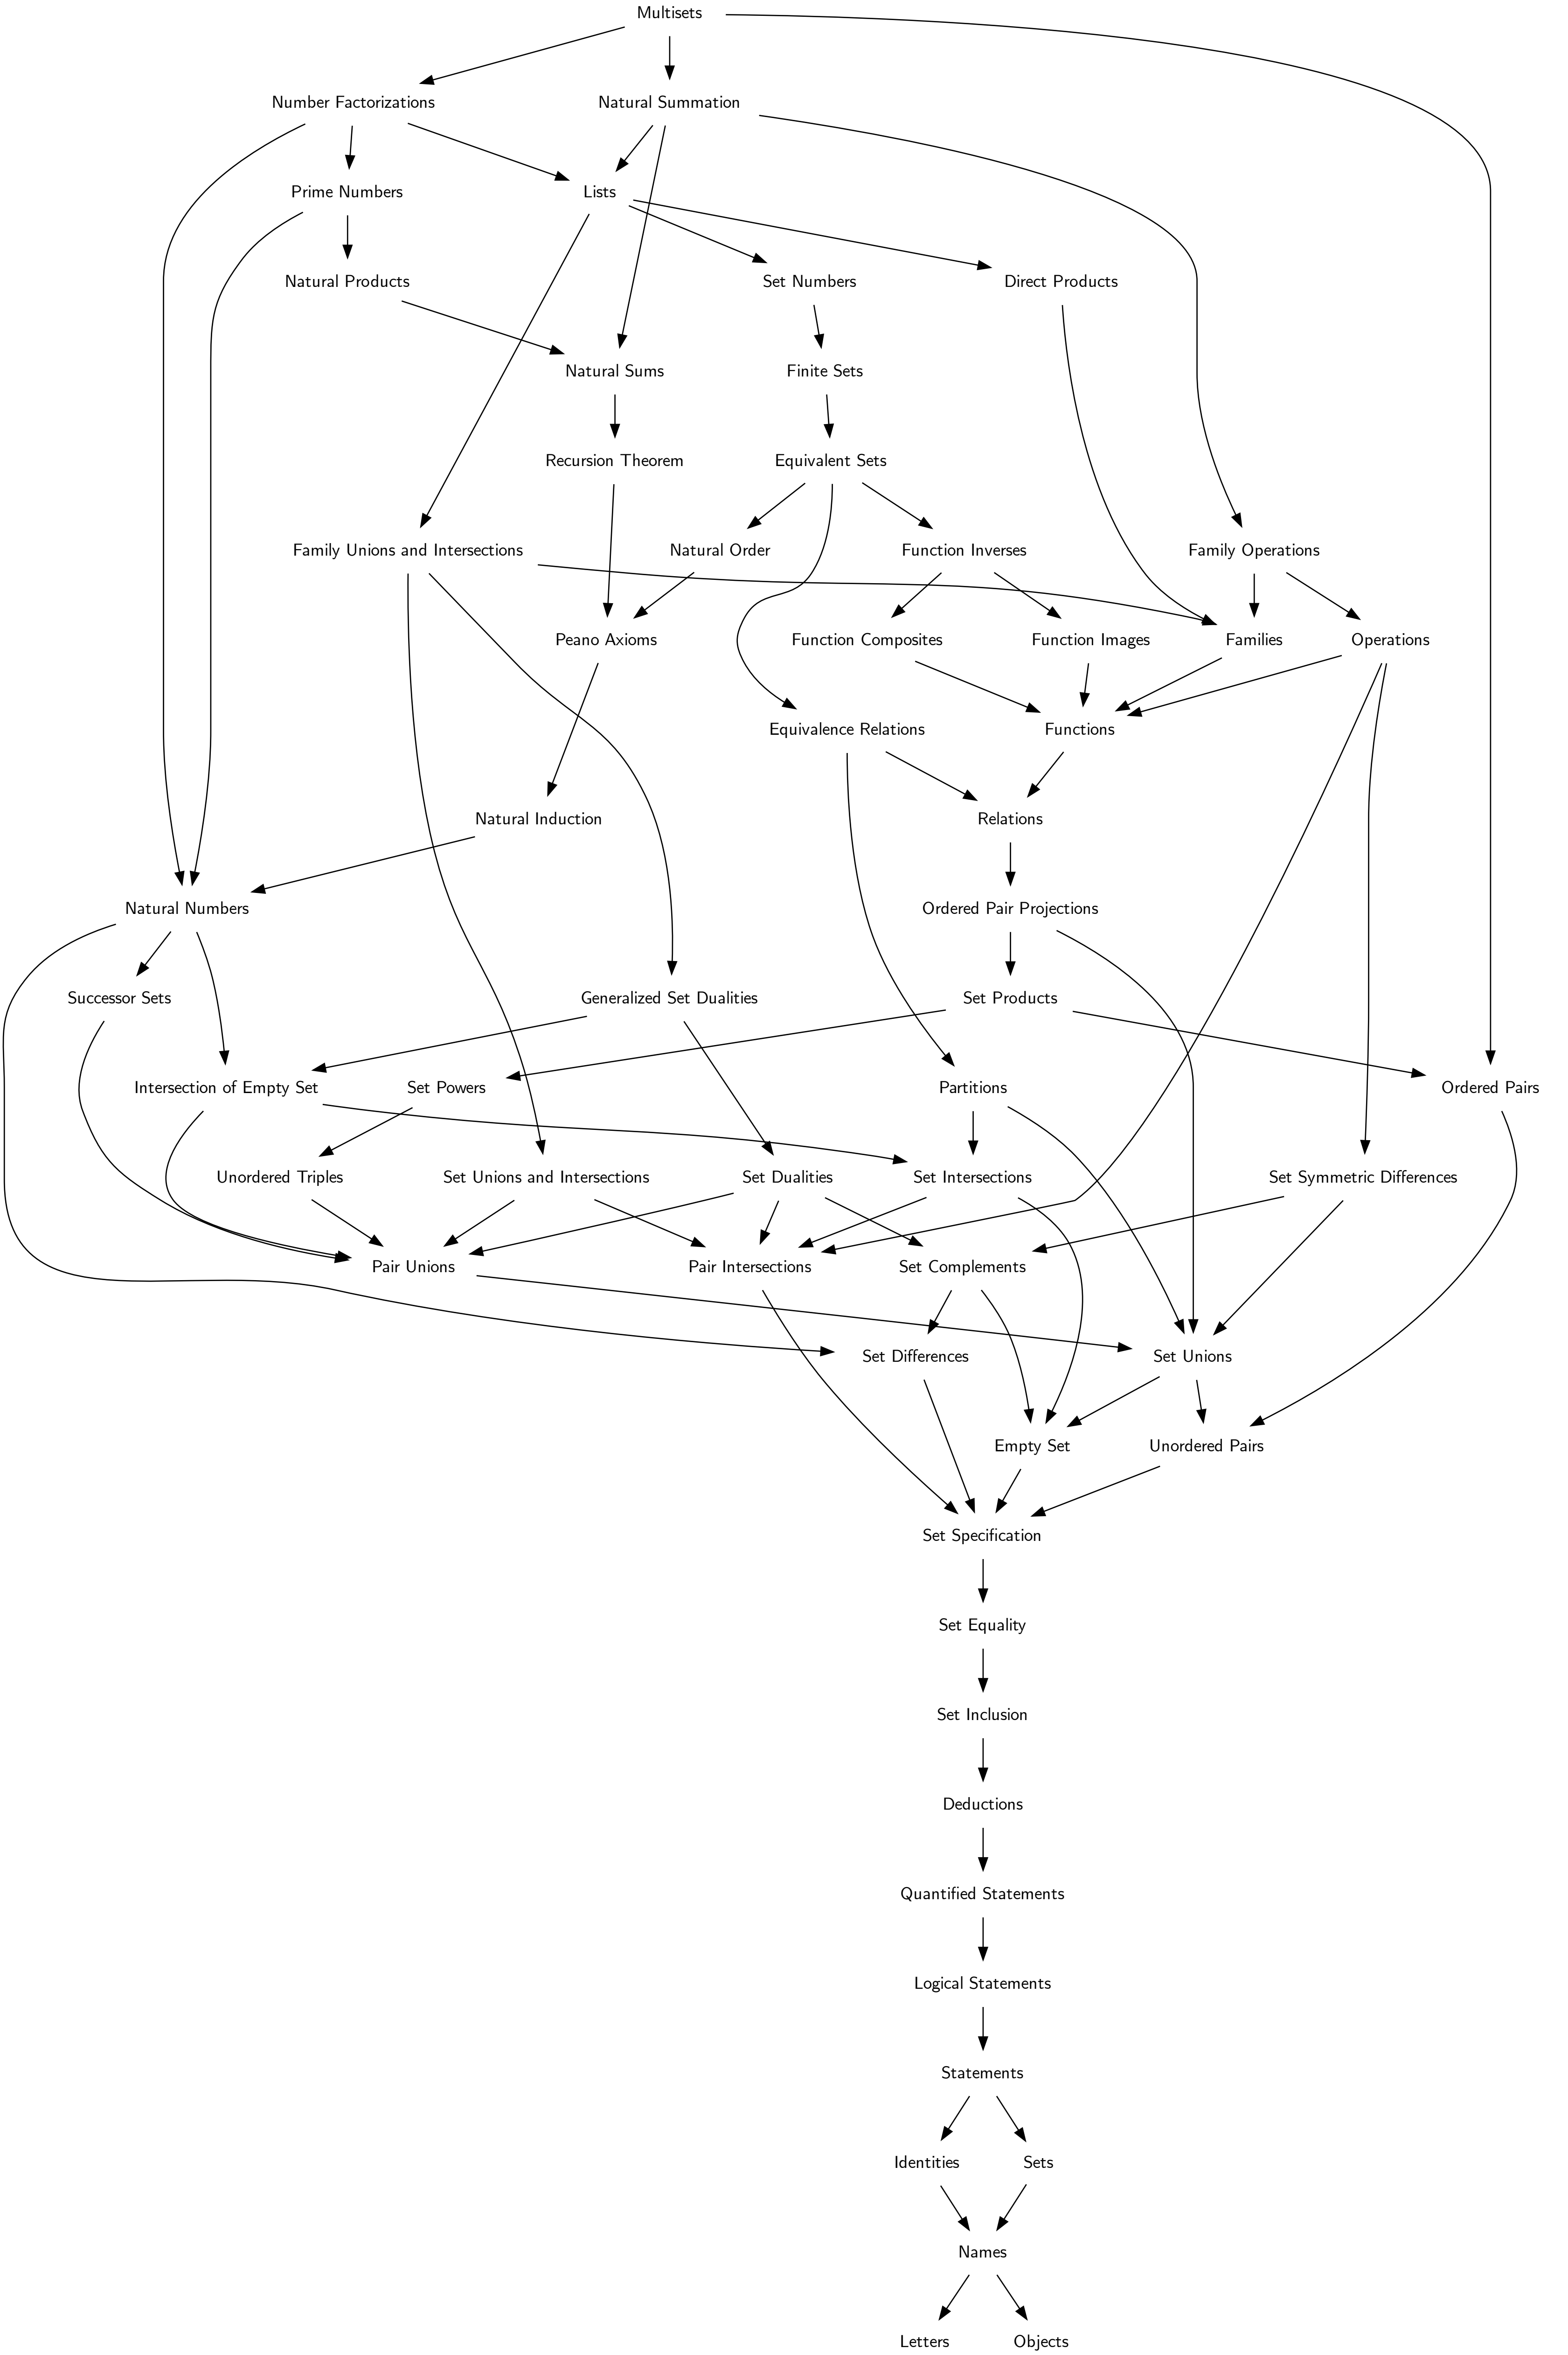 Multisets
Number Factorizations
Natural Summation
Prime Numbers
Lists
Natural Products
Set Numbers
Direct Products
Natural Sums
Finite Sets
Recursion Theorem
Equivalent Sets
Family Unions and Intersections
Natural Order
Function Inverses
Family Operations
Peano Axioms
Function Composites
Function Images
Families
Operations
Equivalence Relations
Functions
Natural Induction
Relations
Natural Numbers
Ordered Pair Projections
Successor Sets
Generalized Set Dualities
Set Products
Intersection of Empty Set
Set Powers
Partitions
Ordered Pairs
Unordered Triples
Set Unions and Intersections
Set Dualities
Set Intersections
Set Symmetric Differences
Pair Unions
Pair Intersections
Set Complements
Set Differences
Set Unions
Empty Set
Unordered Pairs
Set Specification
Set Equality
Set Inclusion
Deductions
Quantified Statements
Logical Statements
Statements
Identities
Sets
Names
Letters
Objects